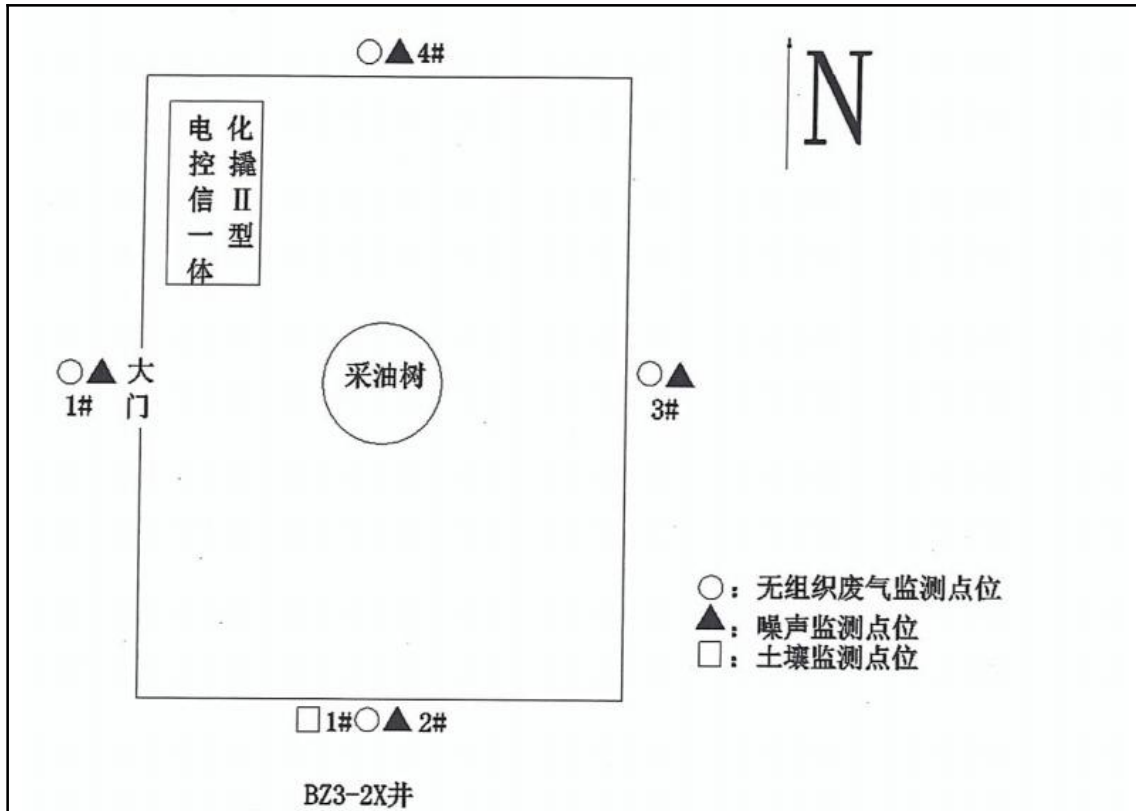 4#
N
电控信一体
化撬II型
大门
1#
采油树
3#
○：无组织废气监测点位
▲：噪声监测点位
□：土壤监测点位
1#
2#
BZ3-2X井